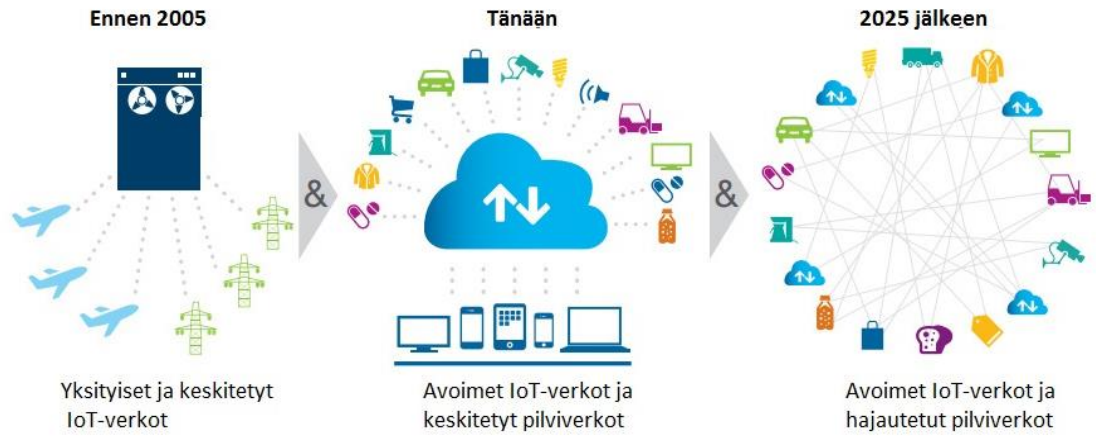 Ennen 2005
Tänään
2025 jälkeen
&
&
Yksityiset ja keskitetyt
IoT-verkot
Avoimet IoT-verkot ja
keskitetyt pilviverkot
Avoimet IoT-verkot ja
hajautetut pilviverkot